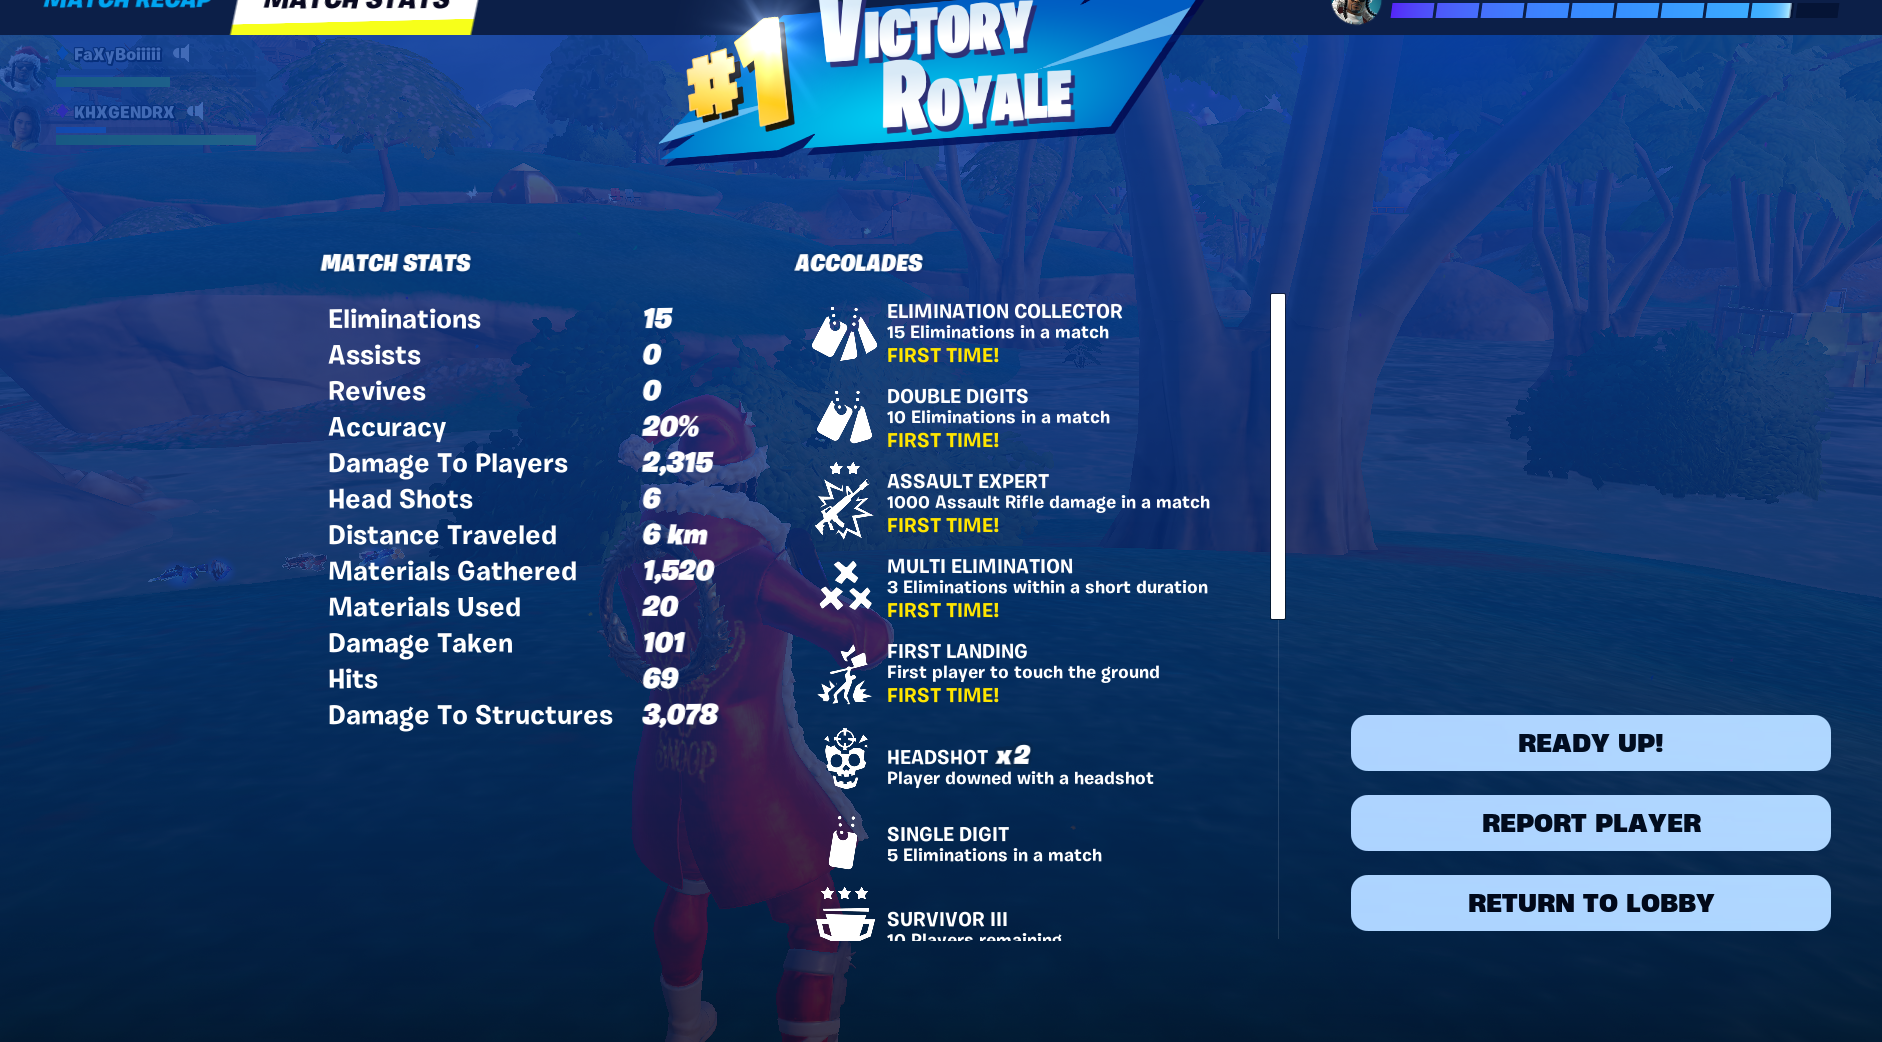 MATCH RECAP
MATCH STATS
FaXyBoiiiii
KHXGENDRX
#1 VICTORY
ROYALE
MATCH STATS
Eliminations 15
Assists 0
Revives 0
Accuracy 20%
Damage To Players 2,315
Head Shots 6
Distance Traveled 6 km
Materials Gathered 1,520
Materials Used 20
Damage Taken 101
Hits 69
Damage To Structures 3,078
ACCOLADES
ELIMINATION COLLECTOR
15 Eliminations in a match
FIRST TIME!
DOUBLE DIGITS
10 Eliminations in a match
FIRST TIME!
ASSAULT EXPERT
1000 Assault Rifle damage in a match
FIRST TIME!
MULTI ELIMINATION
3 Eliminations within a short duration
FIRST TIME!
FIRST LANDING
First player to touch the ground
FIRST TIME!
HEADSHOT x2
Player downed with a headshot
SINGLE DIGIT
5 Eliminations in a match
SURVIVOR III
10 Players remaining
READY UP!
REPORT PLAYER
RETURN TO LOBBY